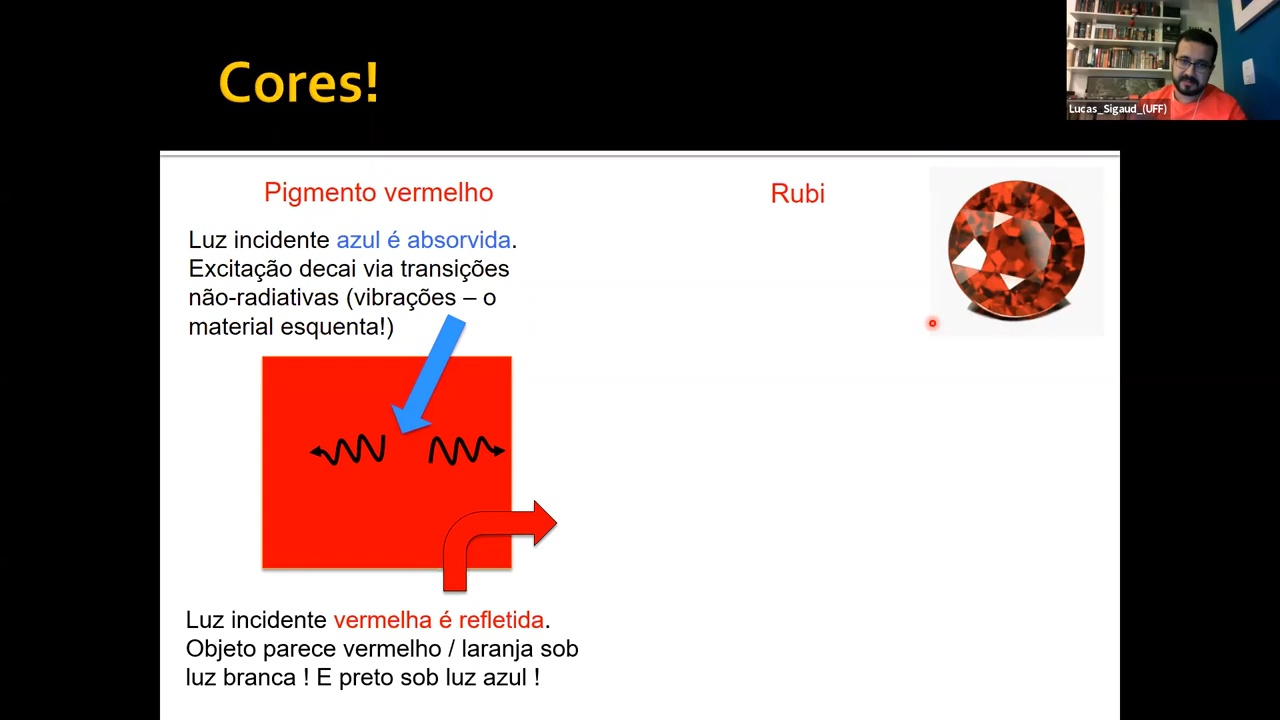 Cores!
Lucas_Sigaud_(UFF)
Pigmento vermelho
Luz incidente azul é absorvida.
Excitação decai via transições
não-radiativas (vibrações – o
material esquenta!)
Luz incidente vermelha é refletida.
Objeto parece vermelho / laranja sob
luz branca ! E preto sob luz azul !
Rubi